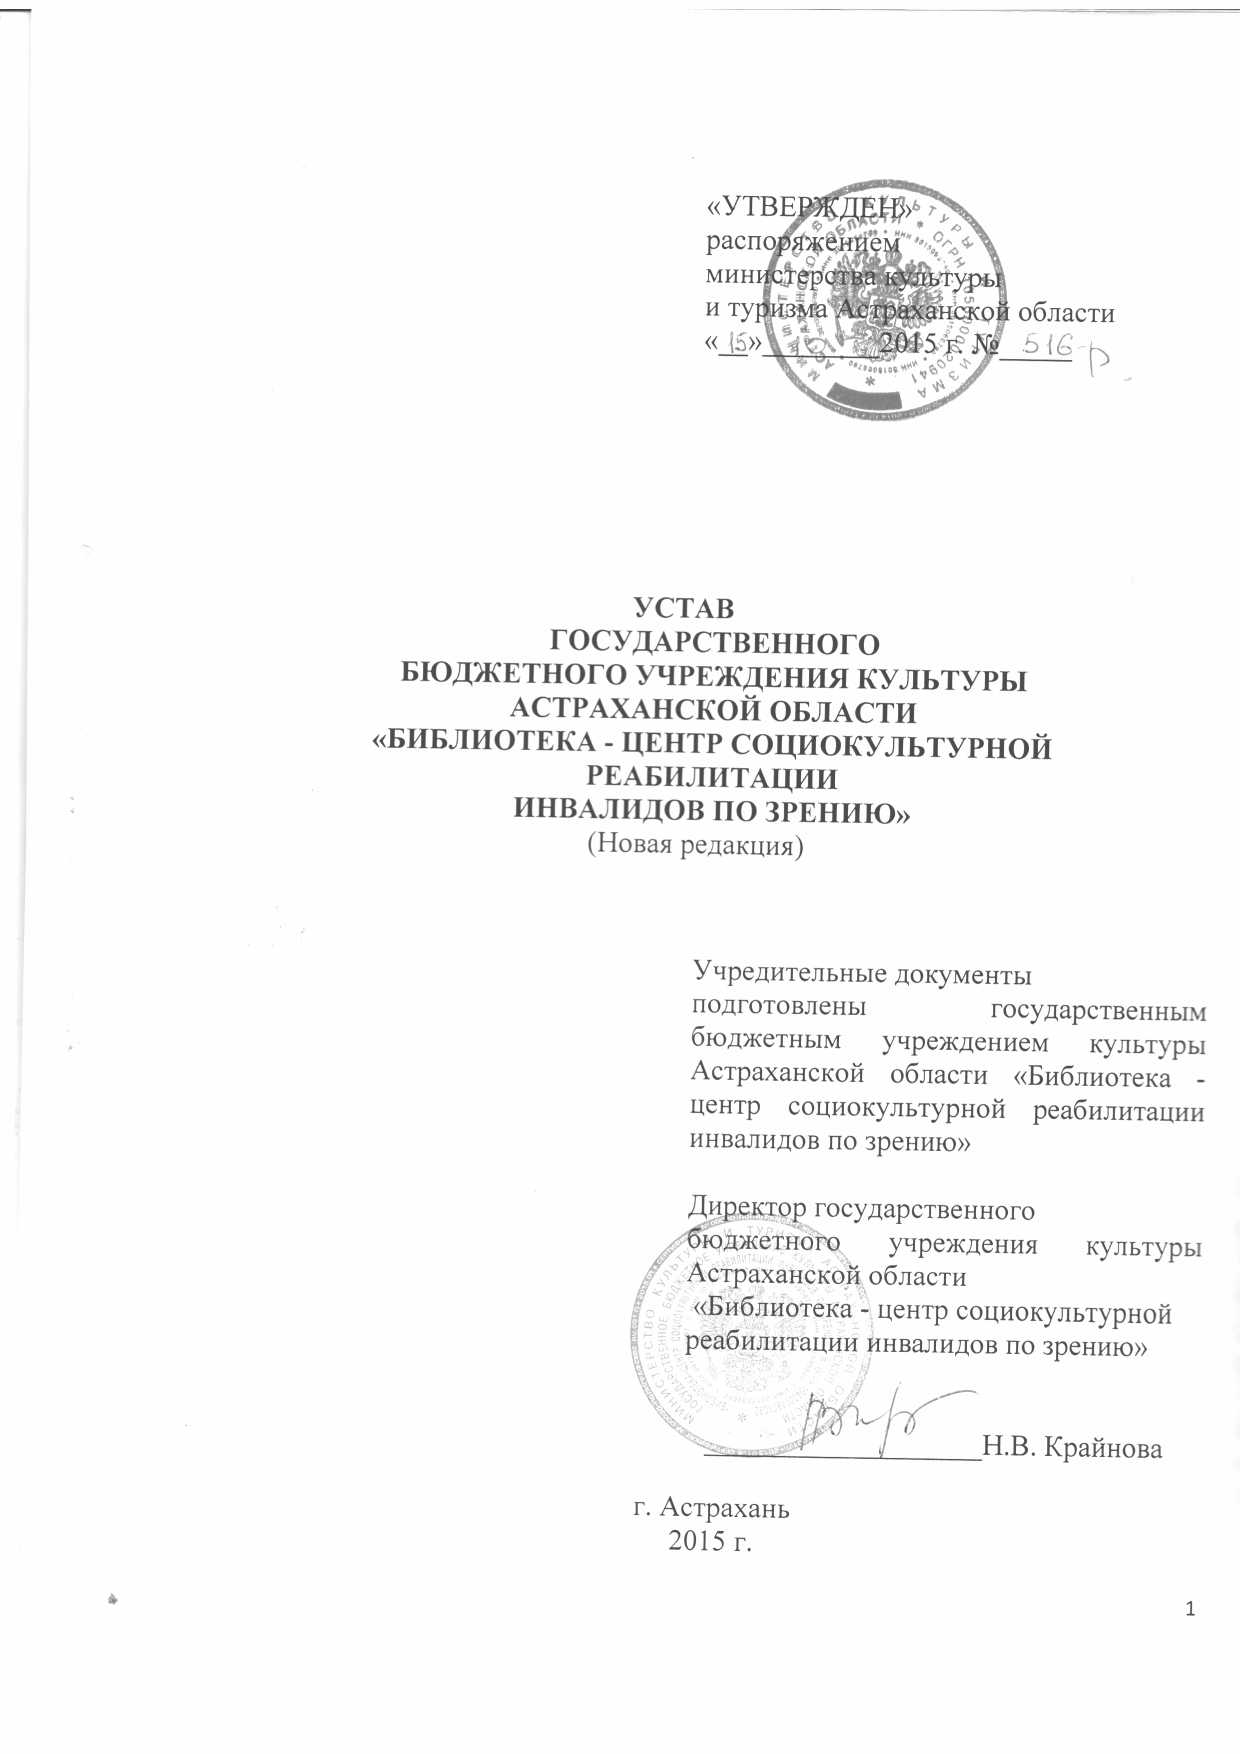 «УТВЕРЖДЕН»
распоряжением
министерства культуры
и туризма Астраханской области
«15»________2015 г. № 516-р
УСТАВ
ГОСУДАРСТВЕННОГО
БЮДЖЕТНОГО УЧРЕЖДЕНИЯ КУЛЬТУРЫ
АСТРАХАНСКОЙ ОБЛАСТИ
«БИБЛИОТЕКА - ЦЕНТР СОЦИОКУЛЬТУРНОЙ
РЕАБИЛИТАЦИИ
ИНВАЛИДОВ ПО ЗРЕНИЮ»
(Новая редакция)
Учредительные документы
подготовлены государственным
бюджетным учреждением культуры
Астраханской области «Библиотека -
центр социокультурной реабилитации
инвалидов по зрению»
Директор государственного
бюджетного учреждения культуры
Астраханской области
«Библиотека - центр социокультурной
реабилитации инвалидов по зрению»
___________________Н.В. Крайнова
г. Астрахань
2015 г.
1